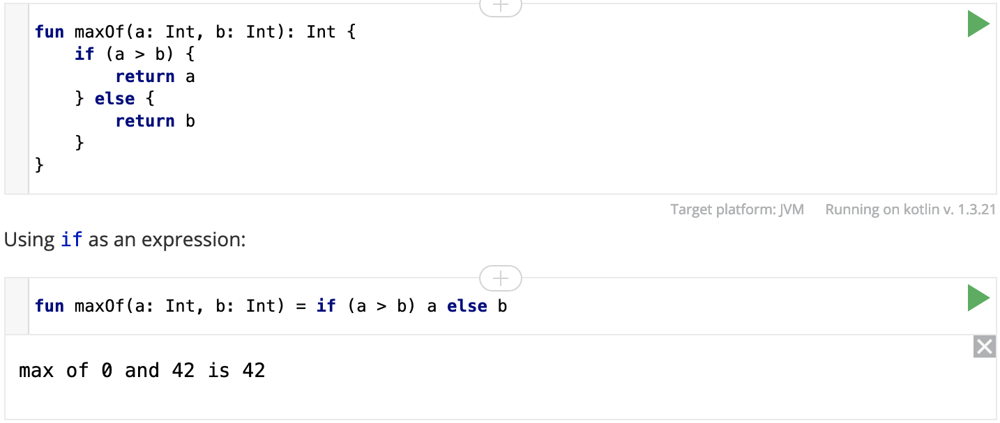 fun maxOf(a: Int, b: Int): Int {
    if (a > b) {
        return a
    } else {
        return b
    }
}
Target platform: JVM Running on kotlin v. 1.3.21
Using if as an expression:
fun maxOf(a: Int, b: Int) = if (a > b) a else b
max of 0 and 42 is 42